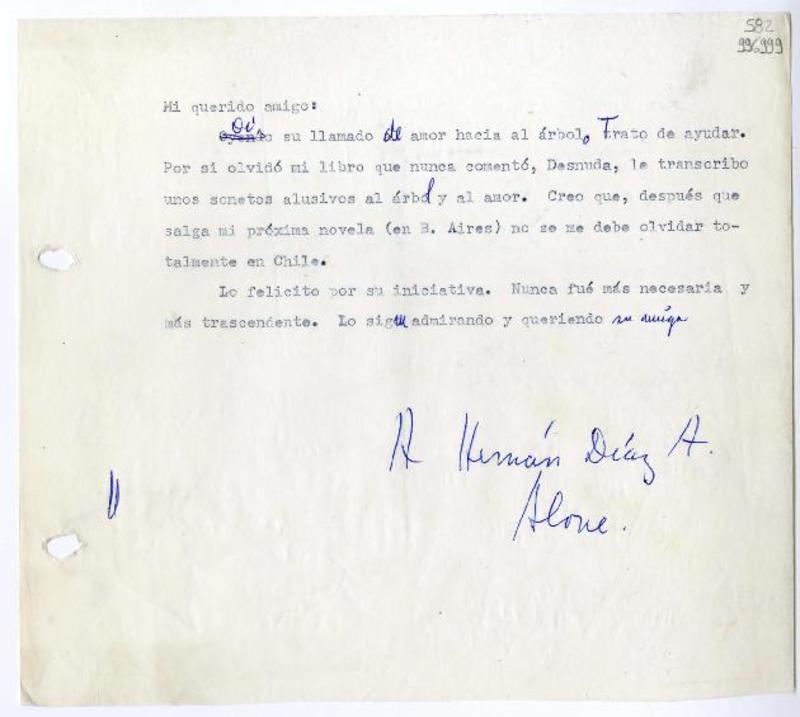 582
996999
Mi querido amigo:
Oí su llamado de amor hacia al árbol, Trato de ayudar.
Por si olvidó mi libro que nunca comentó, Desnuda, le transcribo
unos sonetos alusivos al árbol y al amor. Creo que, después que
salga mi próxima novela (en B. Aires) no se me debe olvidar to-
talmente en Chile.
Lo felicito por su iniciativa. Nunca fué más necesaria y
más trascendente. Lo sigue admirando y queriendo su amiga
A Hernán Díaz A.
Alone.